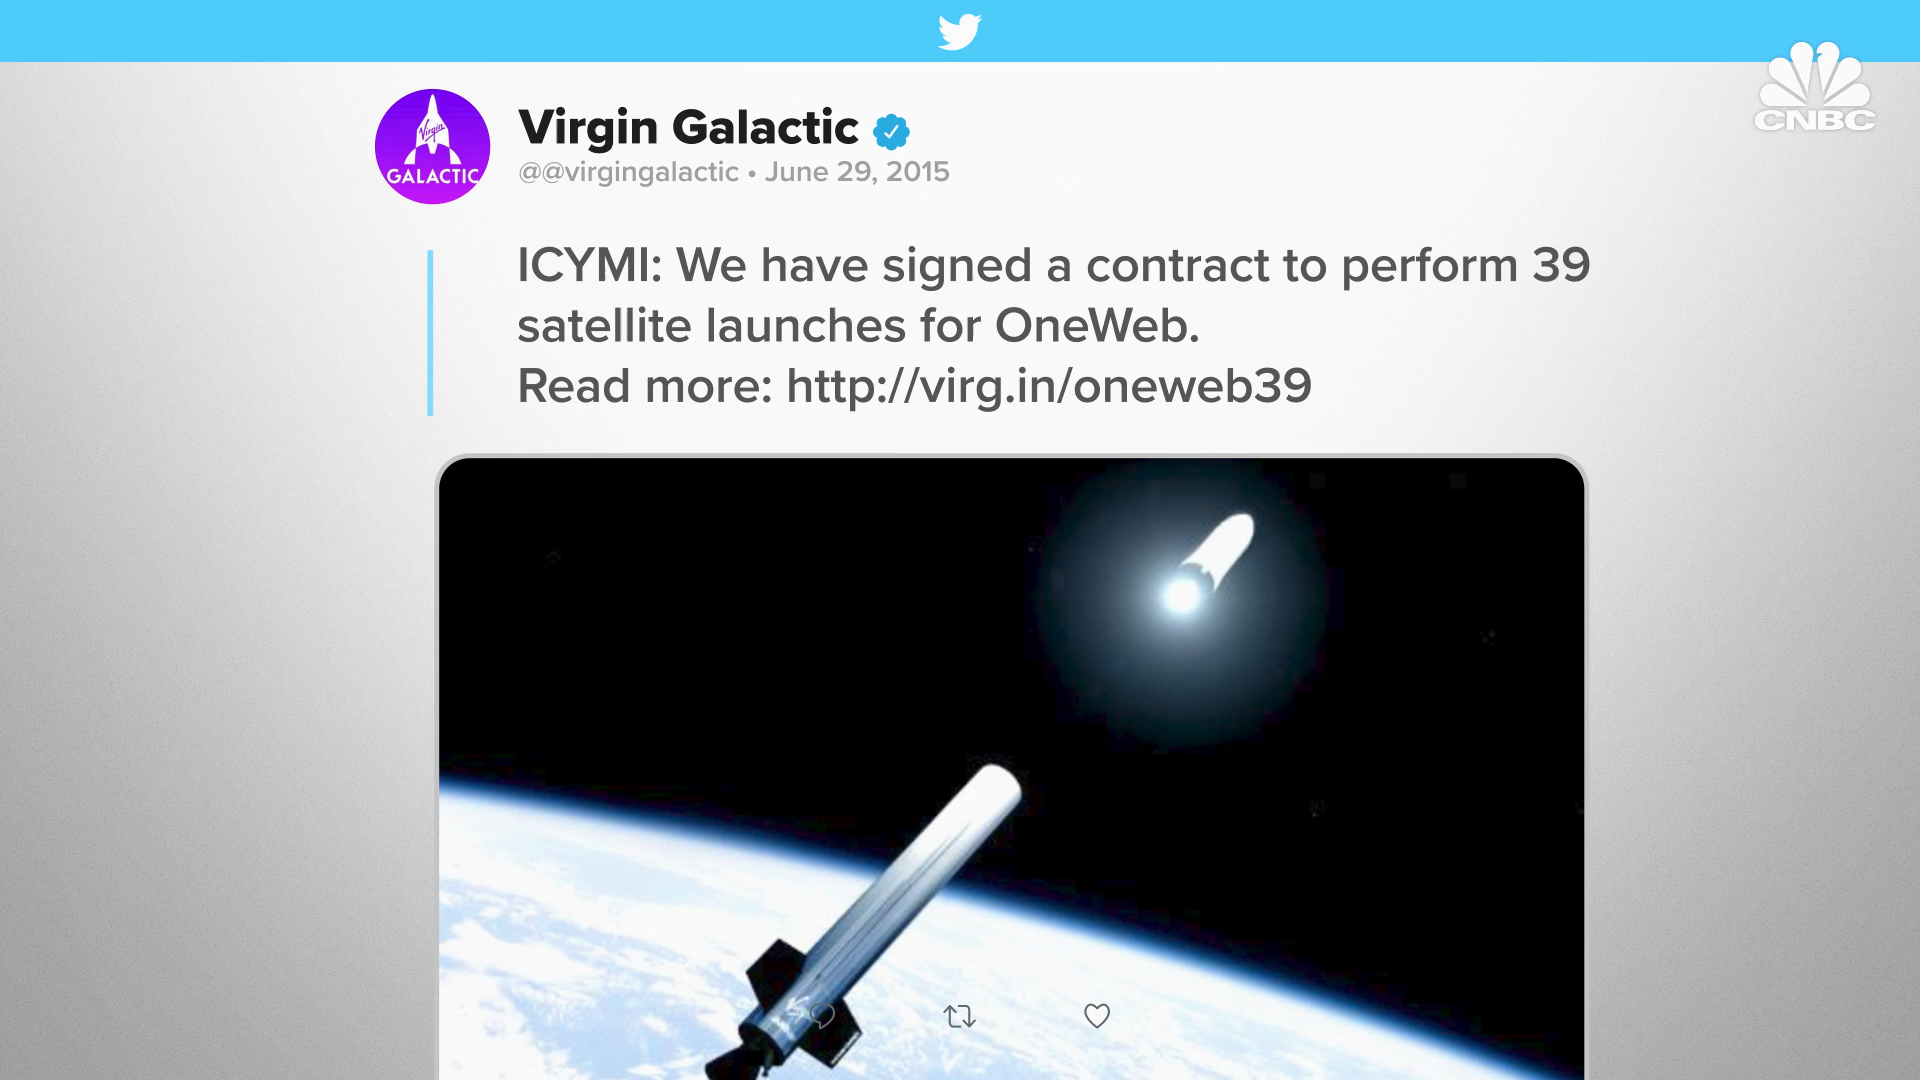 CNBC
Virgin
GALACTIC
Virgin Galactic
@@virgingalactic • June 29, 2015
ICYMI: We have signed a contract to perform 39
satellite launches for OneWeb.
Read more: http://virg.in/oneweb39